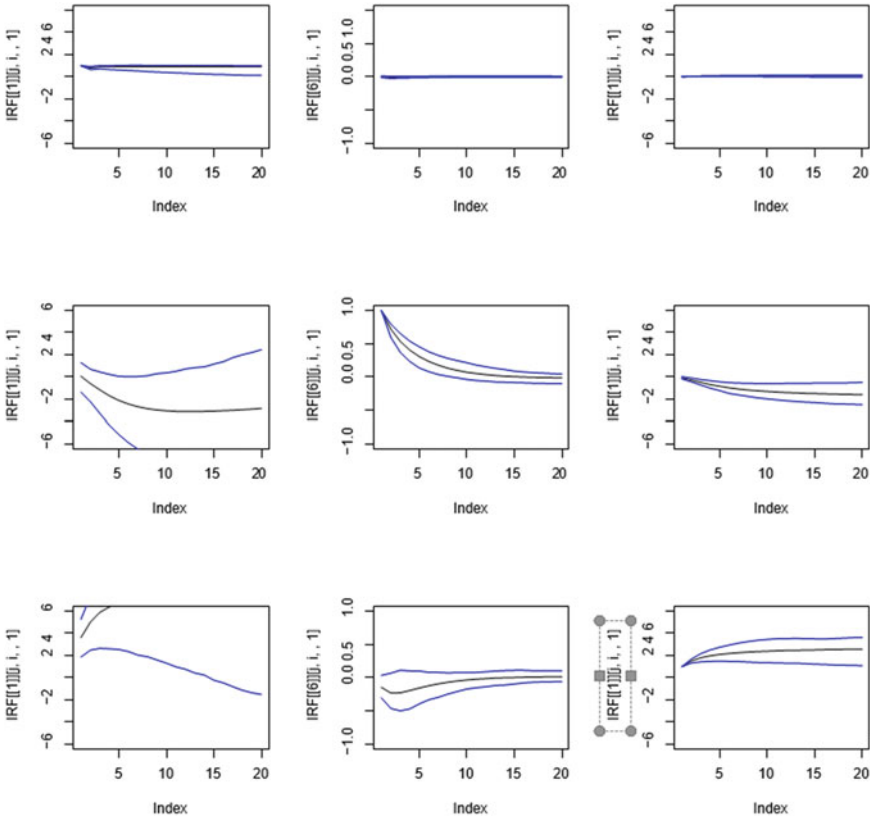 IRF[[1]][j, i, , 1]
−6 −2 2 4 6
5 10 15 20
Index
IRF[[6]][j, i, , 1]
−1.0 0.0 0.5 1.0
5 10 15 20
Index
IRF[[1]][j, i, , 1]
−6 −2 2 4 6
5 10 15 20
Index
IRF[[1]][j, i, , 1]
−6 −2 2 4 6
5 10 15 20
Index
IRF[[6]][j, i, , 1]
−1.0 0.0 0.5 1.0
5 10 15 20
Index
IRF[[1]][j, i, , 1]
−6 −2 2 4 6
5 10 15 20
Index
IRF[[1]][j, i, , 1]
−6 −2 2 4 6
5 10 15 20
Index
IRF[[6]][j, i, , 1]
−1.0 0.0 0.5 1.0
5 10 15 20
Index
IRF[[1]][j, i, , 1]
−6 −2 2 4 6
5 10 15 20
Index